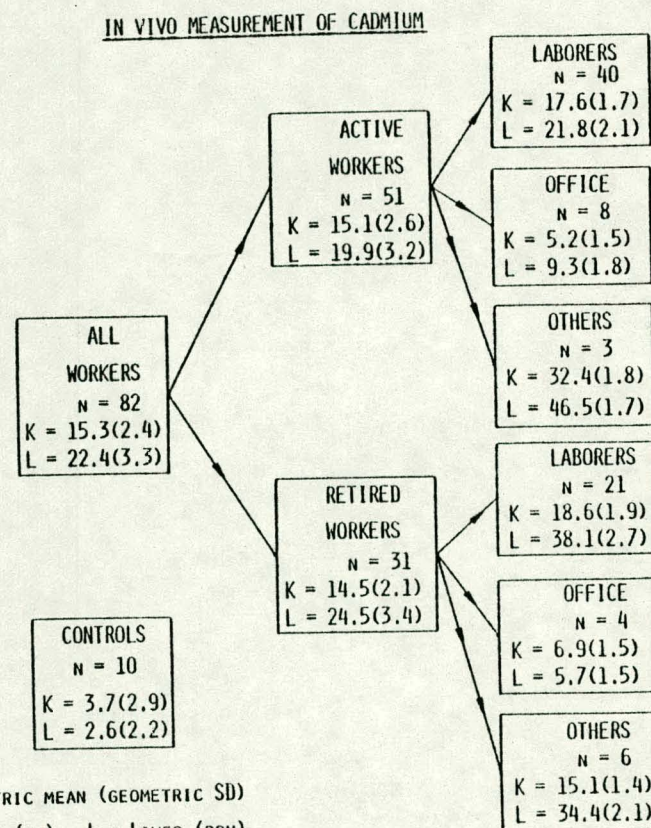 IN VIVO MEASUREMENT OF CADMIUM
ALL
WORKERS
N = 82
K = 15.3(2.4)
L = 22.4(3.3)
ACTIVE
WORKERS
N = 51
K = 15.1(2.6)
L = 19.9(3.2)
LABORERS
N = 40
K = 17.6(1.7)
L = 21.8(2.1)
OFFICE
N = 8
K = 5.2(1.5)
L = 9.3(1.8)
OTHERS
N = 3
K = 32.4(1.8)
L = 46.5(1.7)
RETIRED
WORKERS
N = 31
K = 14.5(2.1)
L = 24.5(3.4)
LABORERS
N = 21
K = 18.6(1.9)
L = 38.1(2.7)
OFFICE
N = 4
K = 6.9(1.5)
L = 5.7(1.5)
OTHERS
N = 6
K = 15.1(1.4)
L = 34.4(2.1)
CONTROLS
N = 10
K = 3.7(2.9)
L = 2.6(2.2)
TRIC MEAN (GEOMETRIC SD)